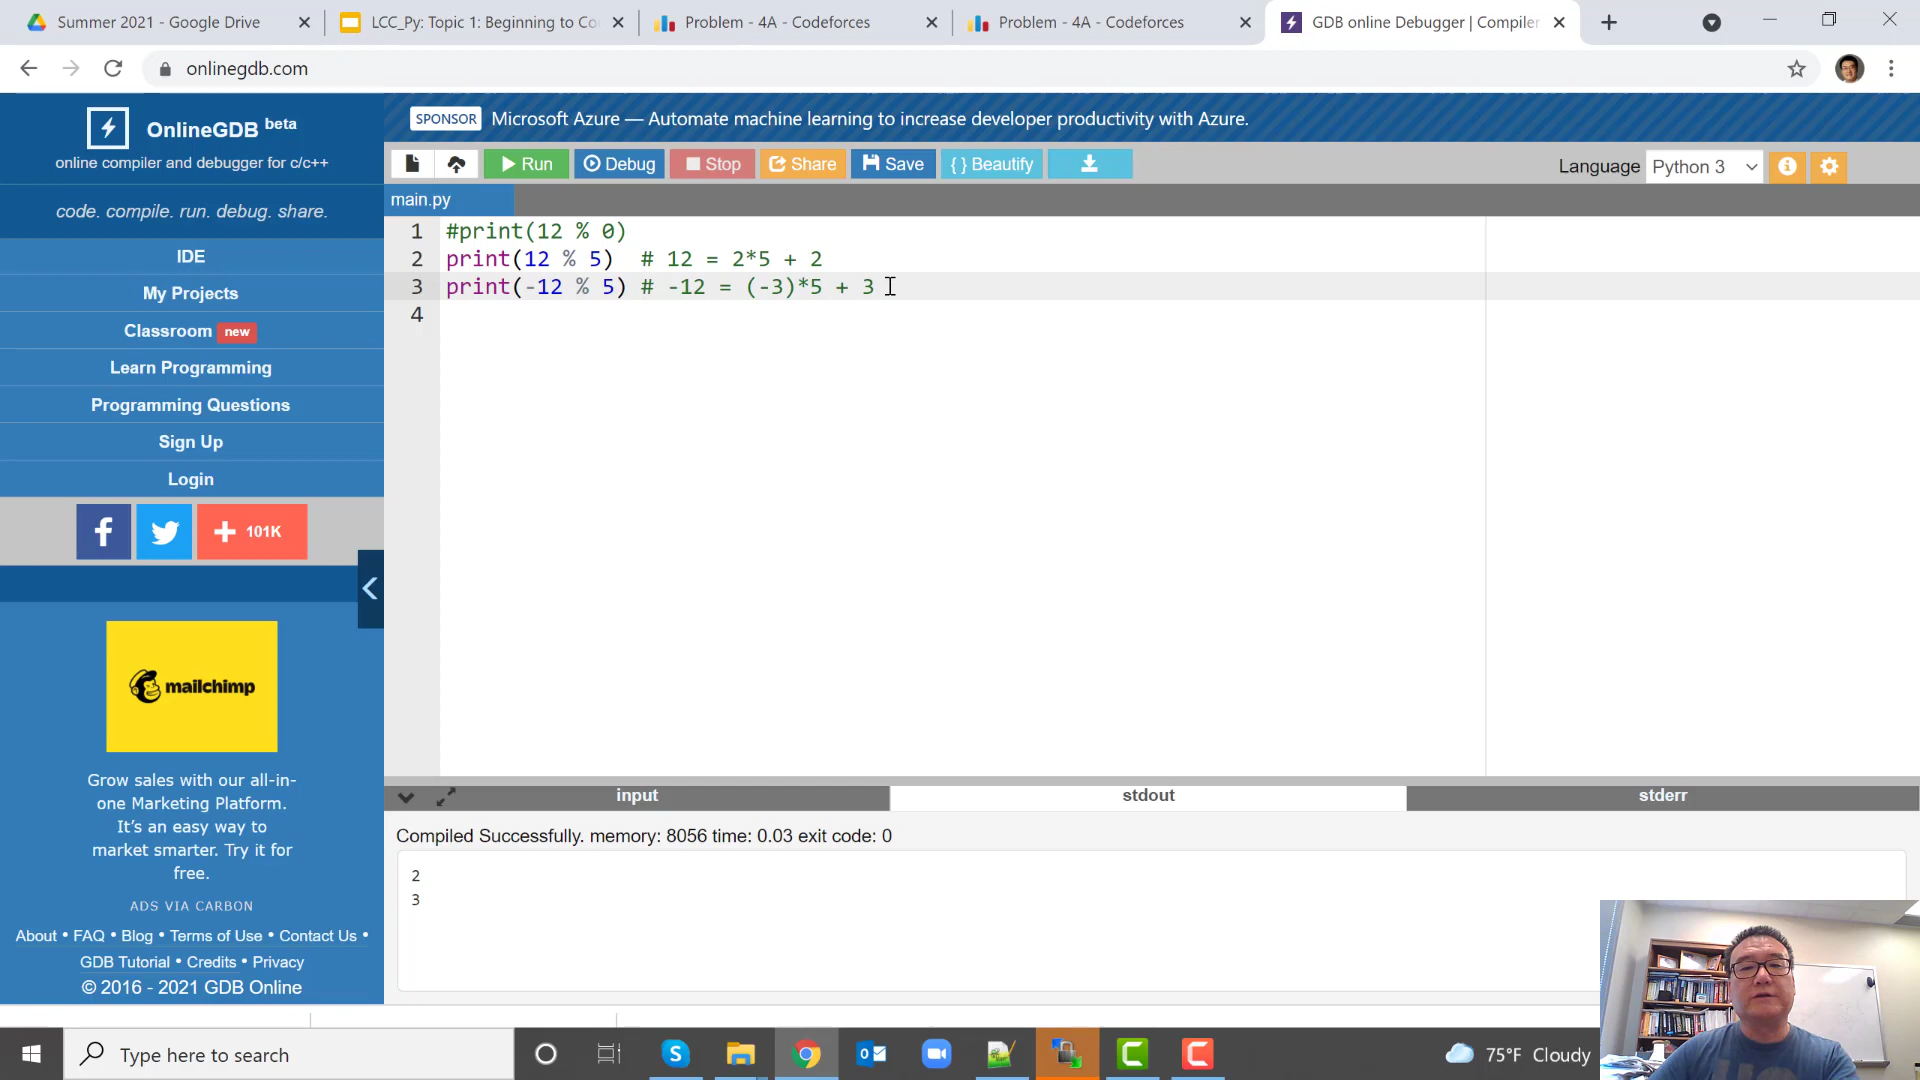 Summer 2021 - Google Drive
LCC_Py: Topic 1: Beginning to Co
Problem - 4A - Codeforces
Problem - 4A - Codeforces
GDB online Debugger | Compiler
onlinegdb.com
OnlineGDB beta
online compiler and debugger for c/c++
code. compile. run. debug. share.
IDE
My Projects
Classroom new
Learn Programming
Programming Questions
Sign Up
Login
101K
mailchimp
Grow sales with our all-in-
one Marketing Platform.
It's an easy way to
market smarter. Try it for
free.
ADS VIA CARBON
About • FAQ • Blog • Terms of Use • Contact Us •
GDB Tutorial • Credits • Privacy
© 2016 - 2021 GDB Online
SPONSOR Microsoft Azure — Automate machine learning to increase developer productivity with Azure.
Run Debug Stop Share Save { } Beautify
Language Python 3
main.py
1 #print(12 % 0)
2 print(12 % 5) # 12 = 2*5 + 2
3 print(-12 % 5) # -12 = (-3)*5 + 3
4
input stdout stderr
Compiled Successfully. memory: 8056 time: 0.03 exit code: 0
2
3
Type here to search
75°F Cloudy